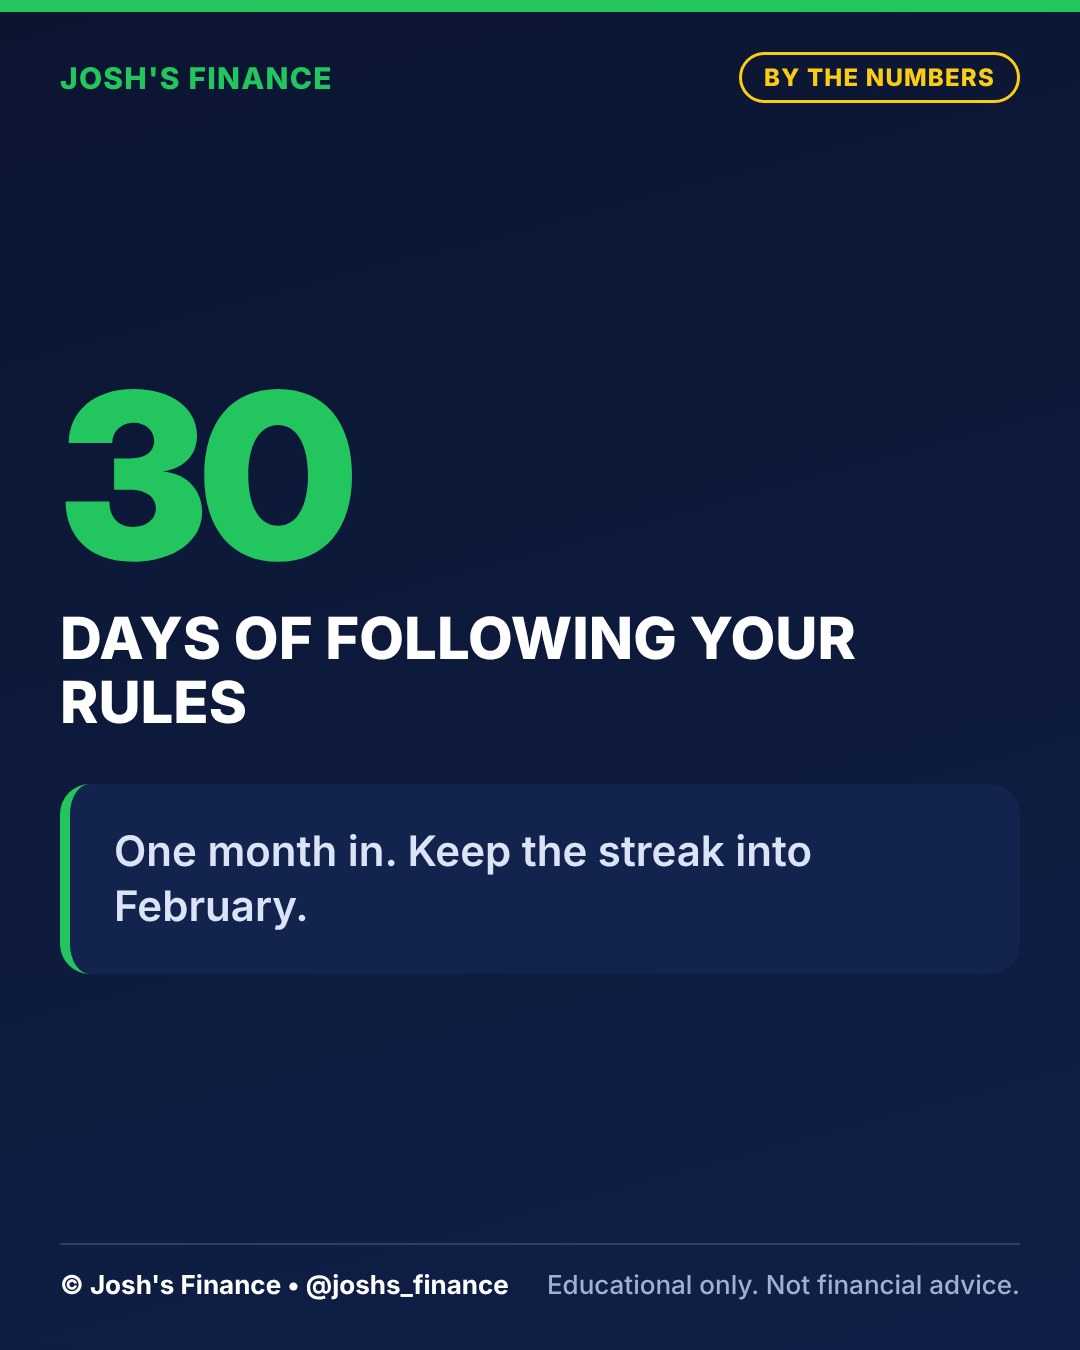 JOSH'S FINANCE
BY THE NUMBERS
30
DAYS OF FOLLOWING YOUR
RULES
One month in. Keep the streak into
February.
© Josh's Finance • @joshs_finance
Educational only. Not financial advice.